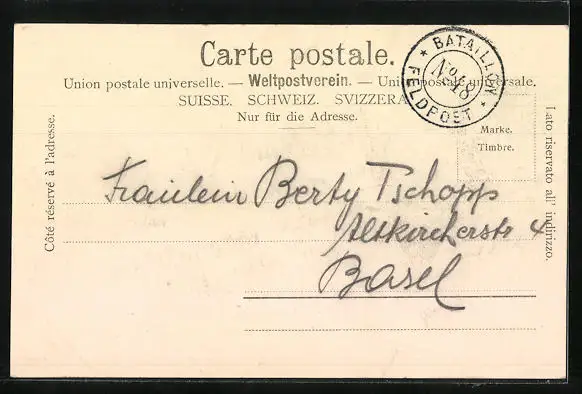 Carte postale.
Union postale universelle. — Weltpostverein. — Unione postale universale.
SUISSE. SCHWEIZ. SVIZZERA
Nur für die Adresse.
* BATAILLON *
No 48
FELDPOST
Marke.
Timbre.
Côté réservé à l'adresse.
Lato riservato all' indirizzo.
Fräulein Berty Tschopp
Altkircherstr 4
Basel